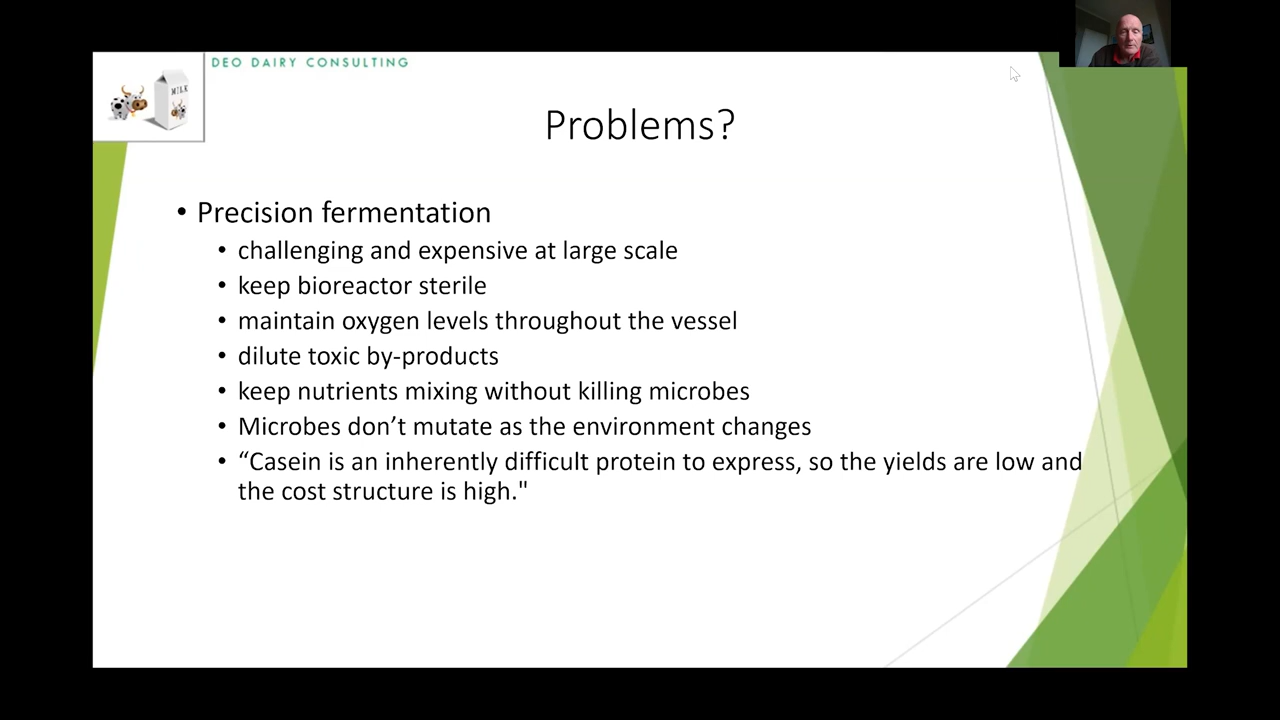 DEO DAIRY CONSULTING
MILK
Problems?
• Precision fermentation
• challenging and expensive at large scale
• keep bioreactor sterile
• maintain oxygen levels throughout the vessel
• dilute toxic by-products
• keep nutrients mixing without killing microbes
• Microbes don’t mutate as the environment changes
• “Casein is an inherently difficult protein to express, so the yields are low and
the cost structure is high."